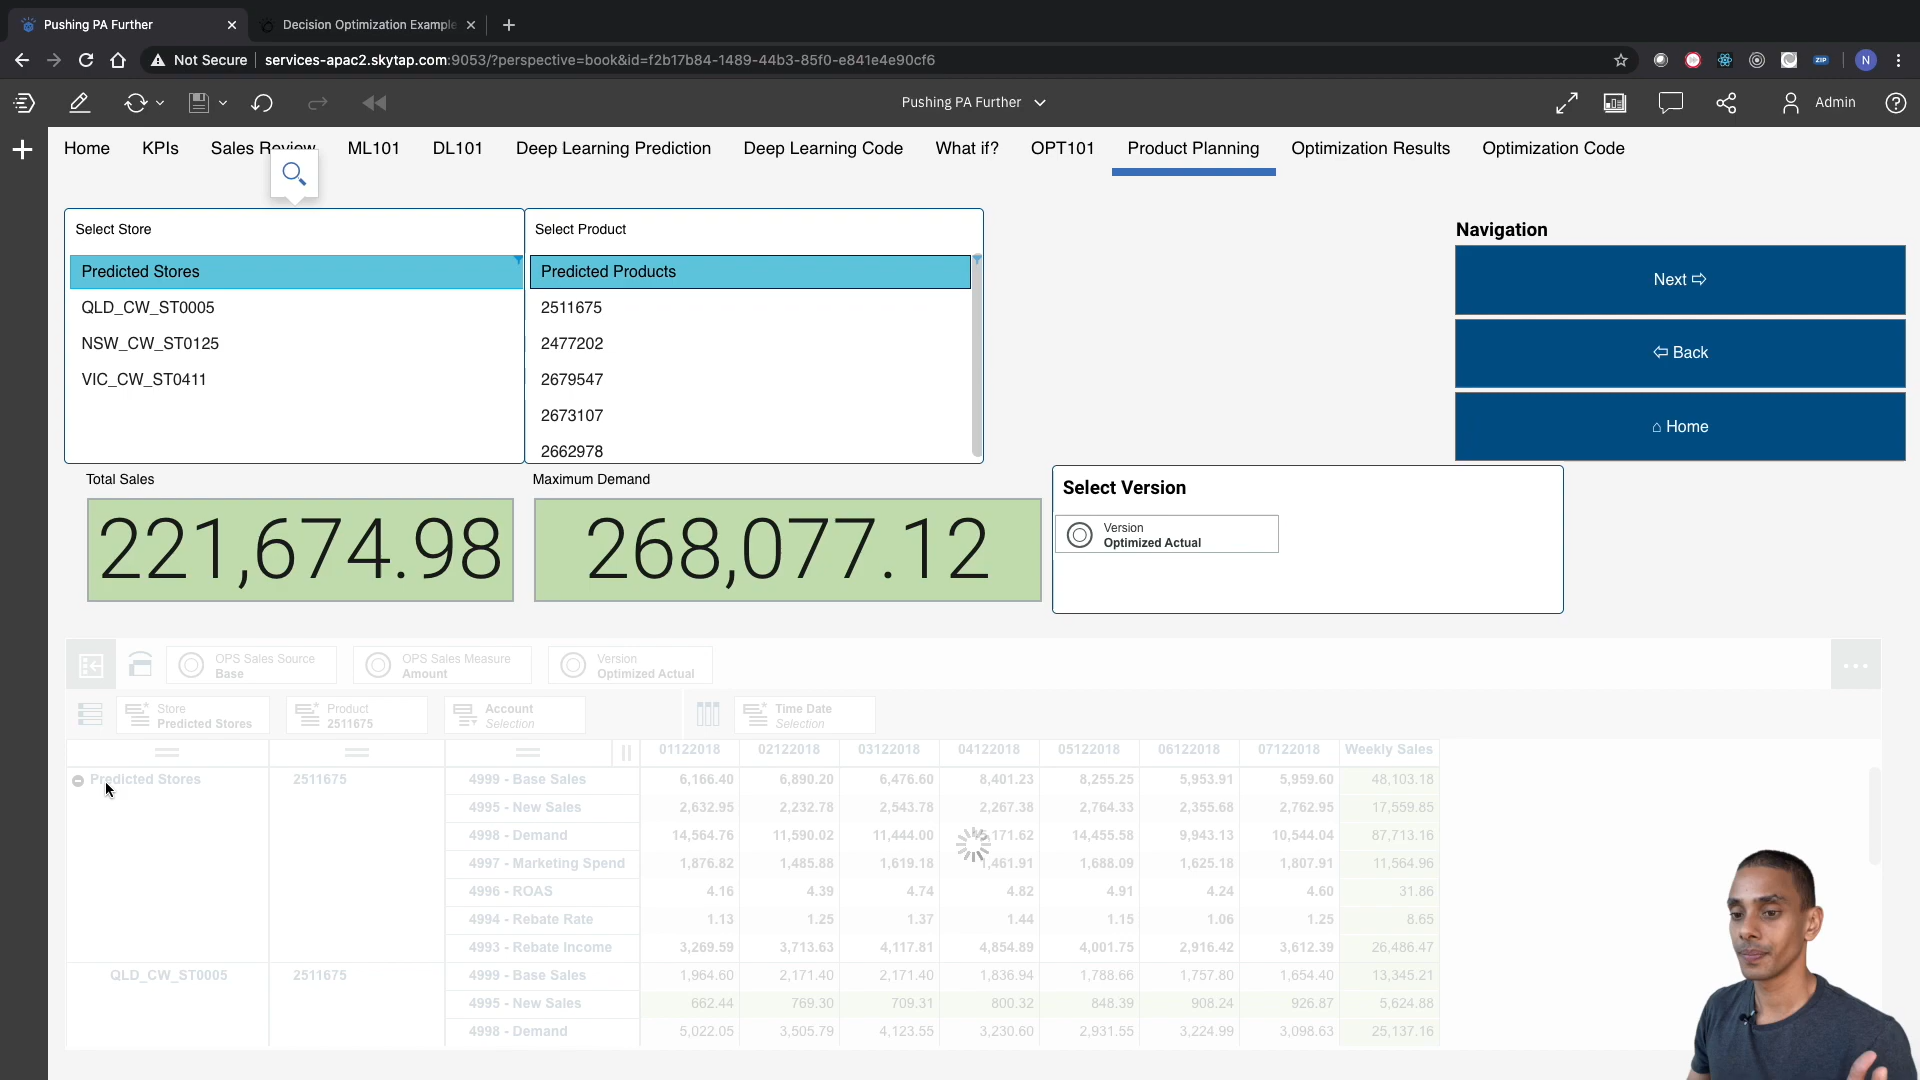 Pushing PA Further
Decision Optimization Example
Not Secure
services-apac2.skytap.com:9053/?perspective=book&id=f2b17b84-1489-44b3-85f0-e841e4e90cf6
ZIP
N
Pushing PA Further
Admin
Home KPIs Sales Review ML101 DL101 Deep Learning Prediction Deep Learning Code What if? OPT101 Product Planning Optimization Results Optimization Code
Select Store
Predicted Stores
QLD_CW_ST0005
NSW_CW_ST0125
VIC_CW_ST0411
Select Product
Predicted Products
2511675
2477202
2679547
2673107
2662978
Navigation
Next ⇨
⇦ Back
⌂ Home
Total Sales
221,674.98
Maximum Demand
268,077.12
Select Version
Version
Optimized Actual
OPS Sales Source
Base
OPS Sales Measure
Amount
Version
Optimized Actual
Store
Predicted Stores
Product
2511675
Account
Selection
Time Date
Selection
01122018 02122018 03122018 04122018 05122018 06122018 07122018 Weekly Sales
Predicted Stores 2511675 4999 - Base Sales 6,166.40 6,890.20 6,476.60 8,401.23 8,255.25 5,953.91 5,959.60 48,103.18
4995 - New Sales 2,632.95 2,232.78 2,543.78 2,267.38 2,764.33 2,355.68 2,762.95 17,559.85
4998 - Demand 14,564.76 11,590.02 11,444.00 171.62 14,455.58 9,943.13 10,544.04 87,713.16
4997 - Marketing Spend 1,876.82 1,485.88 1,619.18 1,461.91 1,688.09 1,625.18 1,807.91 11,564.96
4996 - ROAS 4.16 4.39 4.74 4.82 4.91 4.24 4.60 31.86
4994 - Rebate Rate 1.13 1.25 1.37 1.44 1.15 1.06 1.25 8.65
4993 - Rebate Income 3,269.59 3,713.63 4,117.81 4,854.89 4,001.75 2,916.42 3,612.39 26,486.47
QLD_CW_ST0005 2511675 4999 - Base Sales 1,964.60 2,171.40 2,171.40 1,836.94 1,788.66 1,757.80 1,654.40 13,345.21
4995 - New Sales 662.44 769.30 709.31 800.32 848.39 908.24 926.87 5,624.88
4998 - Demand 5,022.05 3,505.79 4,123.55 3,230.60 2,931.55 3,224.99 3,098.63 25,137.16